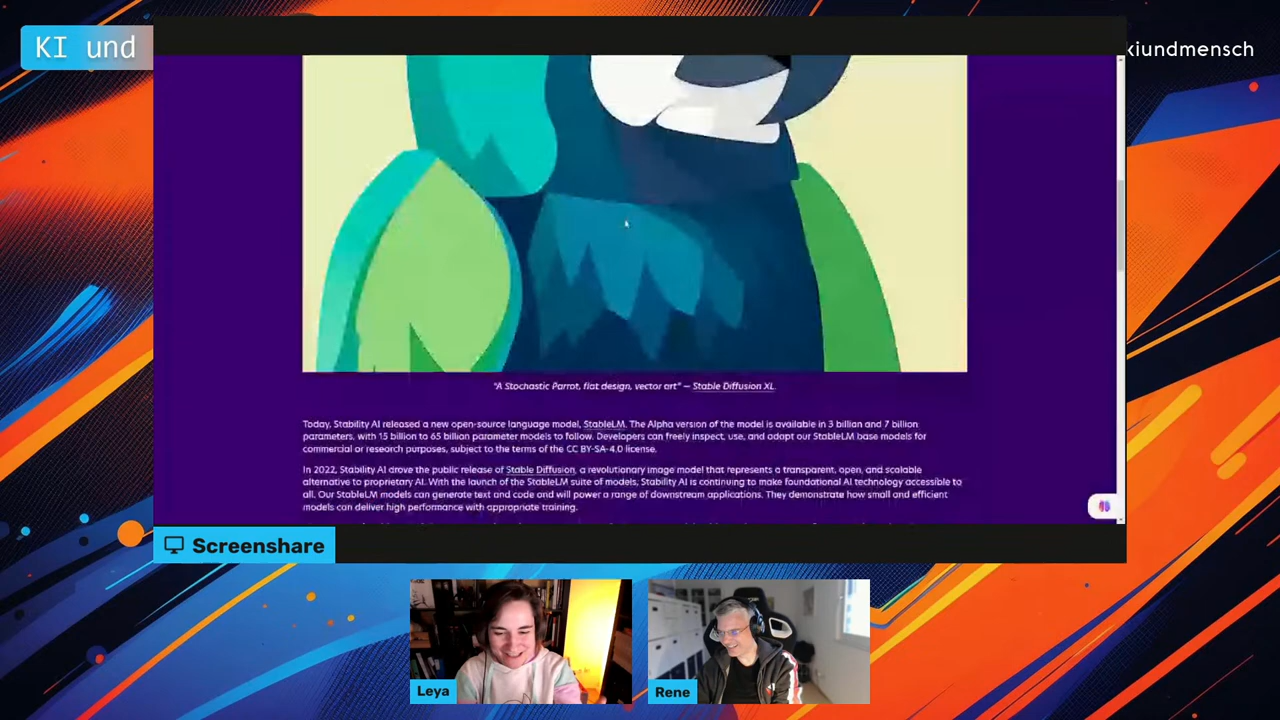 KI und
kiundmensch
"A Stochastic Parrot, flat design, vector art" — Stable Diffusion XL.
Today, Stability AI released a new open-source language model, StableLM. The Alpha version of the model is available in 3 billion and 7 billion
parameters, with 15 billion to 65 billion parameter models to follow. Developers can freely inspect, use, and adapt our StableLM base models for
commercial or research purposes, subject to the terms of the CC BY-SA-4.0 license.
In 2022, Stability AI drove the public release of Stable Diffusion, a revolutionary image model that represents a transparent, open, and scalable
alternative to proprietary AI. With the launch of the StableLM suite of models, Stability AI is continuing to make foundational AI technology accessible to
all. Our StableLM models can generate text and code and will power a range of downstream applications. They demonstrate how small and efficient
models can deliver high performance with appropriate training.
Screenshare
Leya
Rene